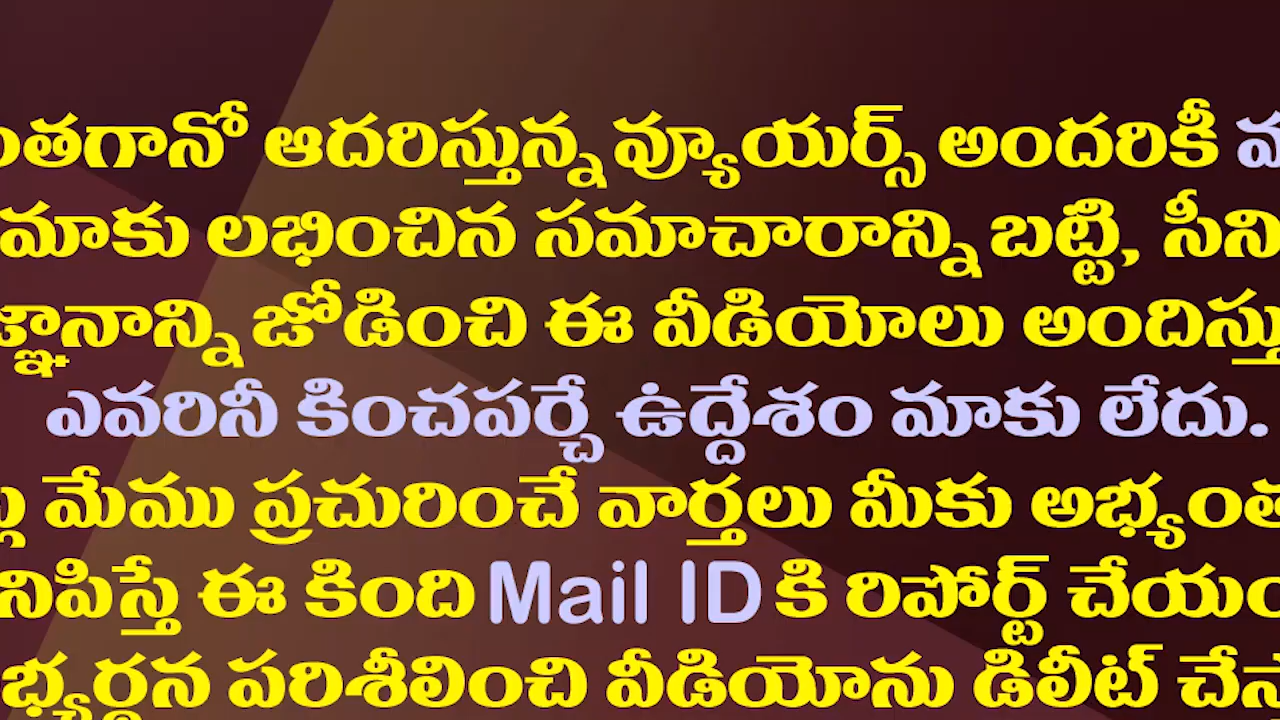 ంతగానో ఆదరిస్తున్న వ్యూయర్స్ అందరికీ
మాకు లభించిన సమాచారాన్ని బట్టి, సీని
జ్ఞానాన్ని జోడించి ఈ వీడియోలు అందిస్తు
ఎవరినీ కించపర్చే ఉద్దేశం మాకు లేదు.
మేము ప్రచురించే వార్తలు మీకు అభ్యంత
నిపిస్తే ఈ కింది Mail ID కి రిపోర్ట్ చేయం
భ్యర్థన పరిశీలించి వీడియోను డిలీట్ చేస